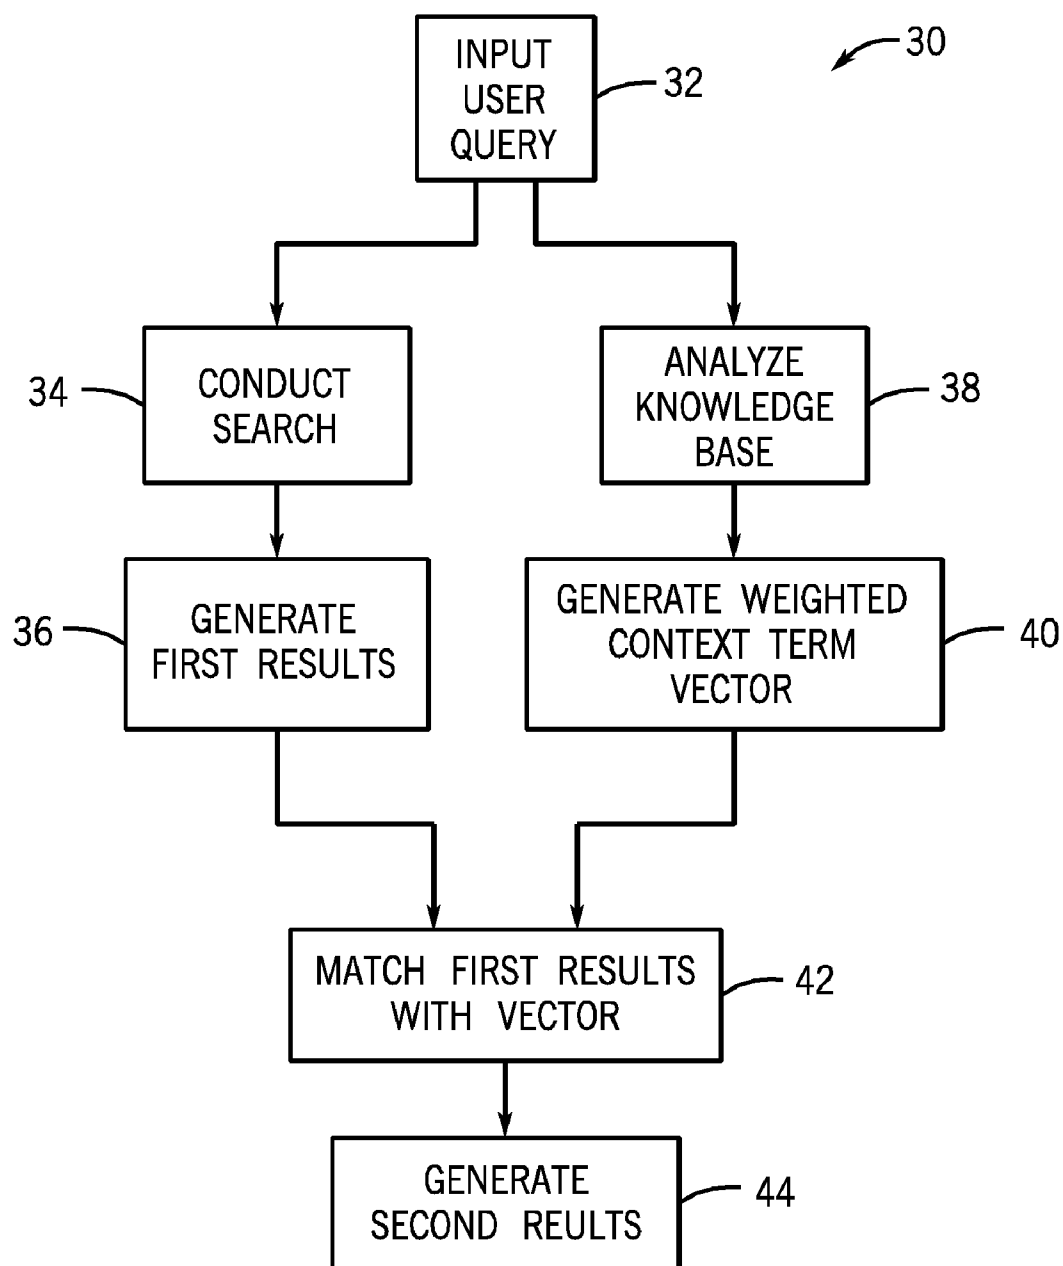 INPUT
USER
QUERY
32
30
CONDUCT
SEARCH
34
ANALYZE
KNOWLEDGE
BASE
38
GENERATE
FIRST RESULTS
36
GENERATE WEIGHTED
CONTEXT TERM
VECTOR
40
MATCH FIRST RESULTS
WITH VECTOR
42
GENERATE
SECOND REULTS
44